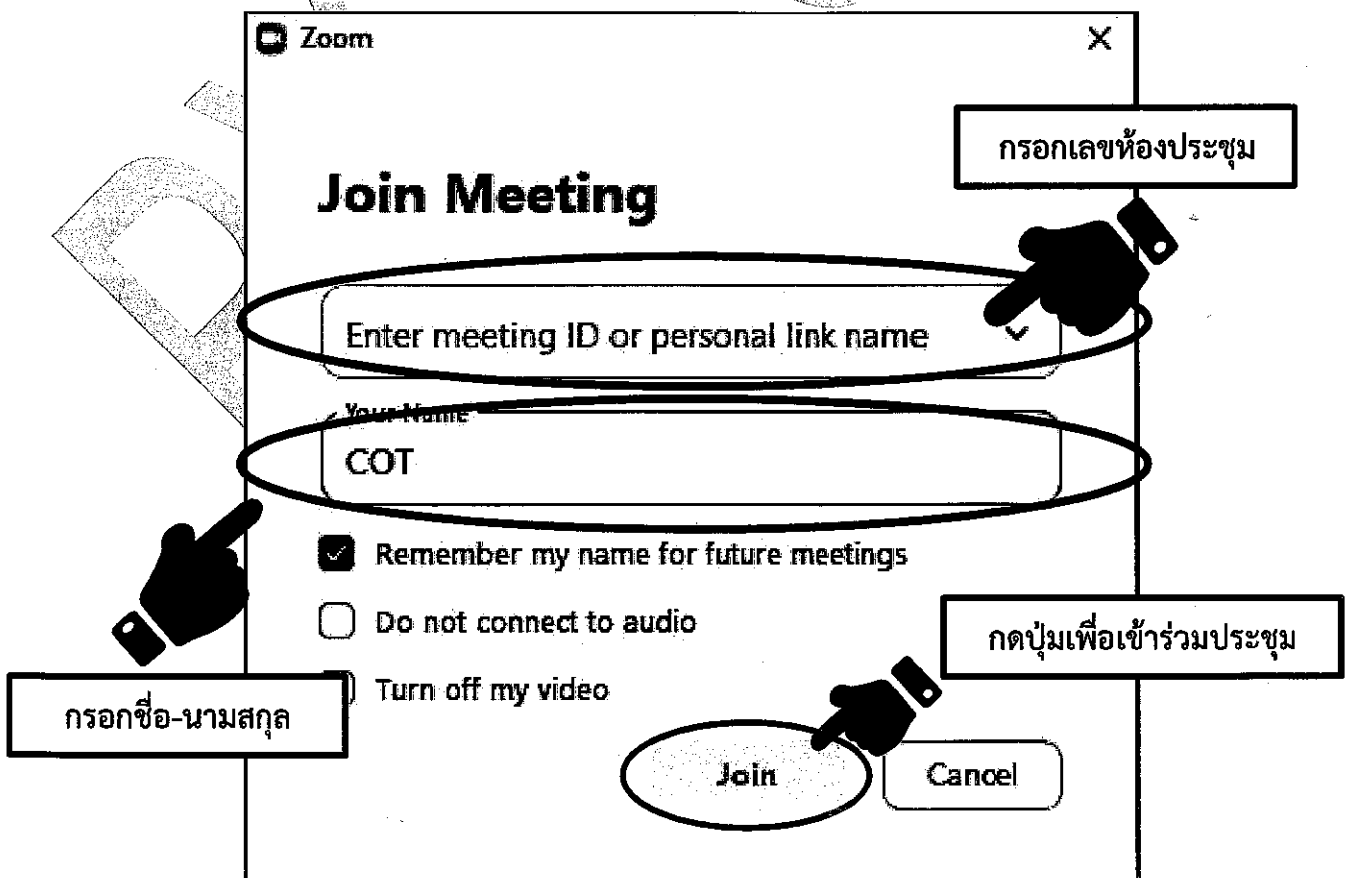 Zoom
กรอกเลขห้องประชุม
Join Meeting
Enter meeting ID or personal link name
Your Name
COT
Remember my name for future meetings
Do not connect to audio
กดปุ่มเพื่อเข้าร่วมประชุม
Turn off my video
กรอกชื่อ-นามสกุล
Join
Cancel